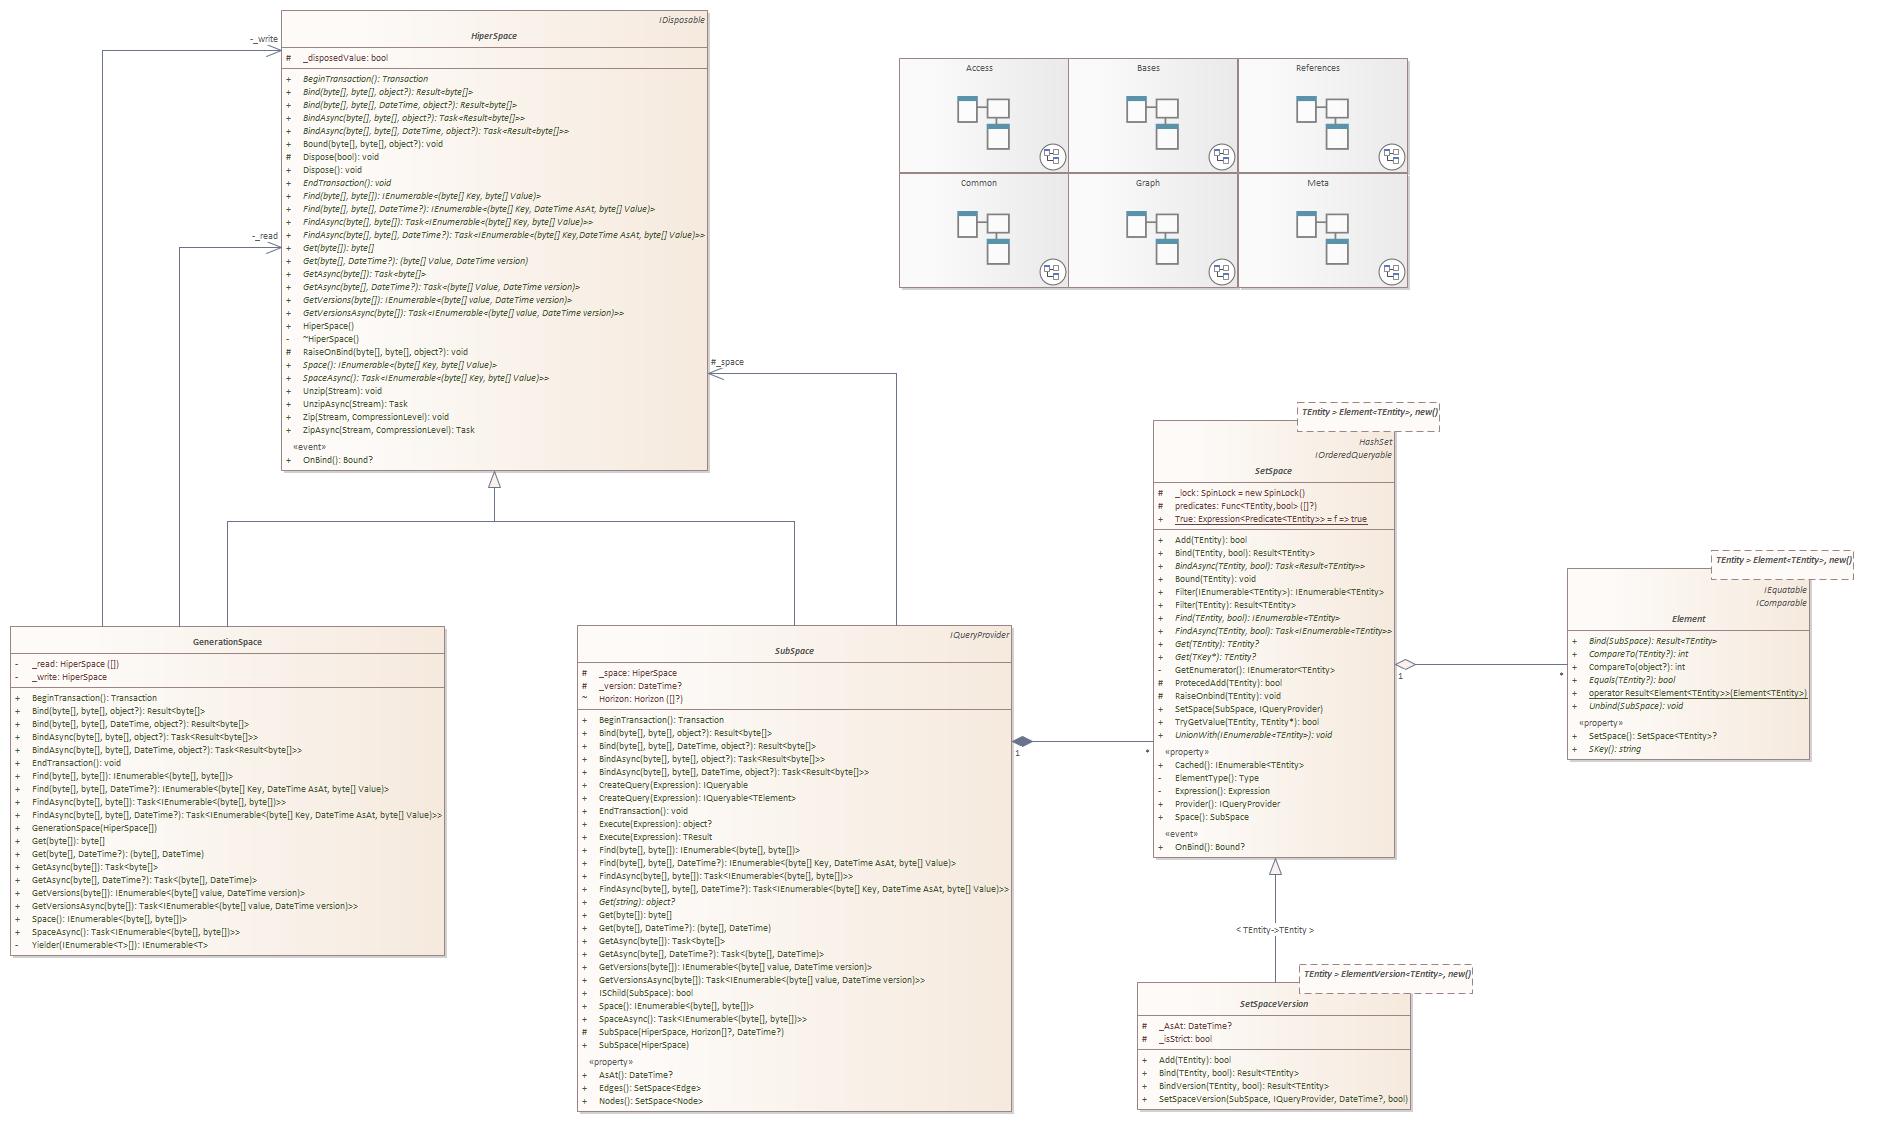 IDisposable
HiperSpace
# _disposedValue: bool
+ BeginTransaction(): Transaction
+ Bind(byte[], byte[], object?): Result<byte[]>
+ Bind(byte[], byte[], DateTime, object?): Result<byte[]>
+ BindAsync(byte[], byte[], object?): Task<Result<byte[]>>
+ BindAsync(byte[], byte[], DateTime, object?): Task<Result<byte[]>>
+ Bound(byte[], byte[], object?): void
# Dispose(bool): void
+ Dispose(): void
+ EndTransaction(): void
+ Find(byte[], byte[]): IEnumerable<(byte[] Key, byte[] Value)>
+ Find(byte[], byte[], DateTime?): IEnumerable<(byte[] Key, DateTime AsAt, byte[] Value)>
+ FindAsync(byte[], byte[]): Task<IEnumerable<(byte[] Key, byte[] Value)>>
+ FindAsync(byte[], byte[], DateTime?): Task<IEnumerable<(byte[] Key,DateTime AsAt, byte[] Value)>>
+ Get(byte[]): byte[]
+ Get(byte[], DateTime?): (byte[] Value, DateTime version)
+ GetAsync(byte[]): Task<byte[]>
+ GetAsync(byte[], DateTime?): Task<(byte[] Value, DateTime version)>
+ GetVersions(byte[]): IEnumerable<(byte[] value, DateTime version)>
+ GetVersionsAsync(byte[]): Task<IEnumerable<(byte[] value, DateTime version)>>
+ HiperSpace()
- ~HiperSpace()
# RaiseOnBind(byte[], byte[], object?): void
+ Space(): IEnumerable<(byte[] Key, byte[] Value)>
+ SpaceAsync(): Task<IEnumerable<(byte[] Key, byte[] Value)>>
+ Unzip(Stream): void
+ UnzipAsync(Stream): Task
+ Zip(Stream, CompressionLevel): void
+ ZipAsync(Stream, CompressionLevel): Task
«event»
+ OnBind(): Bound?
-_write
-_read
#_space
Access
Bases
References
Common
Graph
Meta
GenerationSpace
- _read: HiperSpace ([])
- _write: HiperSpace
+ BeginTransaction(): Transaction
+ Bind(byte[], byte[], object?): Result<byte[]>
+ Bind(byte[], byte[], DateTime, object?): Result<byte[]>
+ BindAsync(byte[], byte[], object?): Task<Result<byte[]>>
+ BindAsync(byte[], byte[], DateTime, object?): Task<Result<byte[]>>
+ EndTransaction(): void
+ Find(byte[], byte[]): IEnumerable<(byte[], byte[])>
+ Find(byte[], byte[], DateTime?): IEnumerable<(byte[] Key, DateTime AsAt, byte[] Value)>
+ FindAsync(byte[], byte[]): Task<IEnumerable<(byte[], byte[])>>
+ FindAsync(byte[], byte[], DateTime?): Task<IEnumerable<(byte[] Key, DateTime AsAt, byte[] Value)>>
+ GenerationSpace(HiperSpace[])
+ Get(byte[]): byte[]
+ Get(byte[], DateTime?): (byte[], DateTime)
+ GetAsync(byte[]): Task<byte[]>
+ GetAsync(byte[], DateTime?): Task<(byte[], DateTime)>
+ GetVersions(byte[]): IEnumerable<(byte[] value, DateTime version)>
+ GetVersionsAsync(byte[]): Task<IEnumerable<(byte[] value, DateTime version)>>
+ Space(): IEnumerable<(byte[], byte[])>
+ SpaceAsync(): Task<IEnumerable<(byte[], byte[])>>
- Yielder(IEnumerable<T>[]): IEnumerable<T>
IQueryProvider
SubSpace
# _space: HiperSpace
# _version: DateTime?
~ Horizon: Horizon ([]?)
+ BeginTransaction(): Transaction
+ Bind(byte[], byte[], object?): Result<byte[]>
+ Bind(byte[], byte[], DateTime, object?): Result<byte[]>
+ BindAsync(byte[], byte[], object?): Task<Result<byte[]>>
+ BindAsync(byte[], byte[], DateTime, object?): Task<Result<byte[]>>
+ CreateQuery(Expression): IQueryable
+ CreateQuery(Expression): IQueryable<TElement>
+ EndTransaction(): void
+ Execute(Expression): object?
+ Execute(Expression): TResult
+ Find(byte[], byte[]): IEnumerable<(byte[], byte[])>
+ Find(byte[], byte[], DateTime?): IEnumerable<(byte[] Key, DateTime AsAt, byte[] Value)>
+ FindAsync(byte[], byte[]): Task<IEnumerable<(byte[], byte[])>>
+ FindAsync(byte[], byte[], DateTime?): Task<IEnumerable<(byte[] Key, DateTime AsAt, byte[] Value)>>
+ Get(string): object?
+ Get(byte[]): byte[]
+ Get(byte[], DateTime?): (byte[], DateTime)
+ GetAsync(byte[]): Task<byte[]>
+ GetAsync(byte[], DateTime?): Task<(byte[], DateTime)>
+ GetVersions(byte[]): IEnumerable<(byte[] value, DateTime version)>
+ GetVersionsAsync(byte[]): Task<IEnumerable<(byte[] value, DateTime version)>>
+ ISChild(SubSpace): bool
+ Space(): IEnumerable<(byte[], byte[])>
+ SpaceAsync(): Task<IEnumerable<(byte[], byte[])>>
# SubSpace(HiperSpace, Horizon[]?, DateTime?)
+ SubSpace(HiperSpace)
«property»
+ AsAt(): DateTime?
+ Edges(): SetSpace<Edge>
+ Nodes(): SetSpace<Node>
1
*
TEntity > Element<TEntity>, new()
HashSet
IOrderedQueryable
SetSpace
# _lock: SpinLock = new SpinLock()
# predicates: Func<TEntity,bool> ([]?)
+ True: Expression<Predicate<TEntity>> = f => true
+ Add(TEntity): bool
+ Bind(TEntity, bool): Result<TEntity>
+ BindAsync(TEntity, bool): Task<Result<TEntity>>
+ Bound(TEntity): void
+ Filter(IEnumerable<TEntity>): IEnumerable<TEntity>
+ Filter(TEntity): Result<TEntity>
+ Find(TEntity, bool): IEnumerable<TEntity>
+ FindAsync(TEntity, bool): Task<IEnumerable<TEntity>>
+ Get(TEntity): TEntity?
+ Get(TKey*): TEntity?
- GetEnumerator(): IEnumerator<TEntity>
# ProtecedAdd(TEntity): bool
# RaiseOnbind(TEntity): void
+ SetSpace(SubSpace, IQueryProvider)
+ TryGetValue(TEntity, TEntity*): bool
+ UnionWith(IEnumerable<TEntity>): void
«property»
+ Cached(): IEnumerable<TEntity>
- ElementType(): Type
- Expression(): Expression
+ Provider(): IQueryProvider
+ Space(): SubSpace
«event»
+ OnBind(): Bound?
1
*
TEntity > Element<TEntity>, new()
IEquatable
IComparable
Element
+ Bind(SubSpace): Result<TEntity>
+ CompareTo(TEntity?): int
+ CompareTo(object?): int
+ Equals(TEntity?): bool
+ operator Result<Element<TEntity>>(Element<TEntity>)
+ Unbind(SubSpace): void
«property»
+ SetSpace(): SetSpace<TEntity>?
+ SKey(): string
< TEntity->TEntity >
TEntity > ElementVersion<TEntity>, new()
SetSpaceVersion
# _AsAt: DateTime?
# _isStrict: bool
+ Add(TEntity): bool
+ Bind(TEntity, bool): Result<TEntity>
+ BindVersion(TEntity, bool): Result<TEntity>
+ SetSpaceVersion(SubSpace, IQueryProvider, DateTime?, bool)